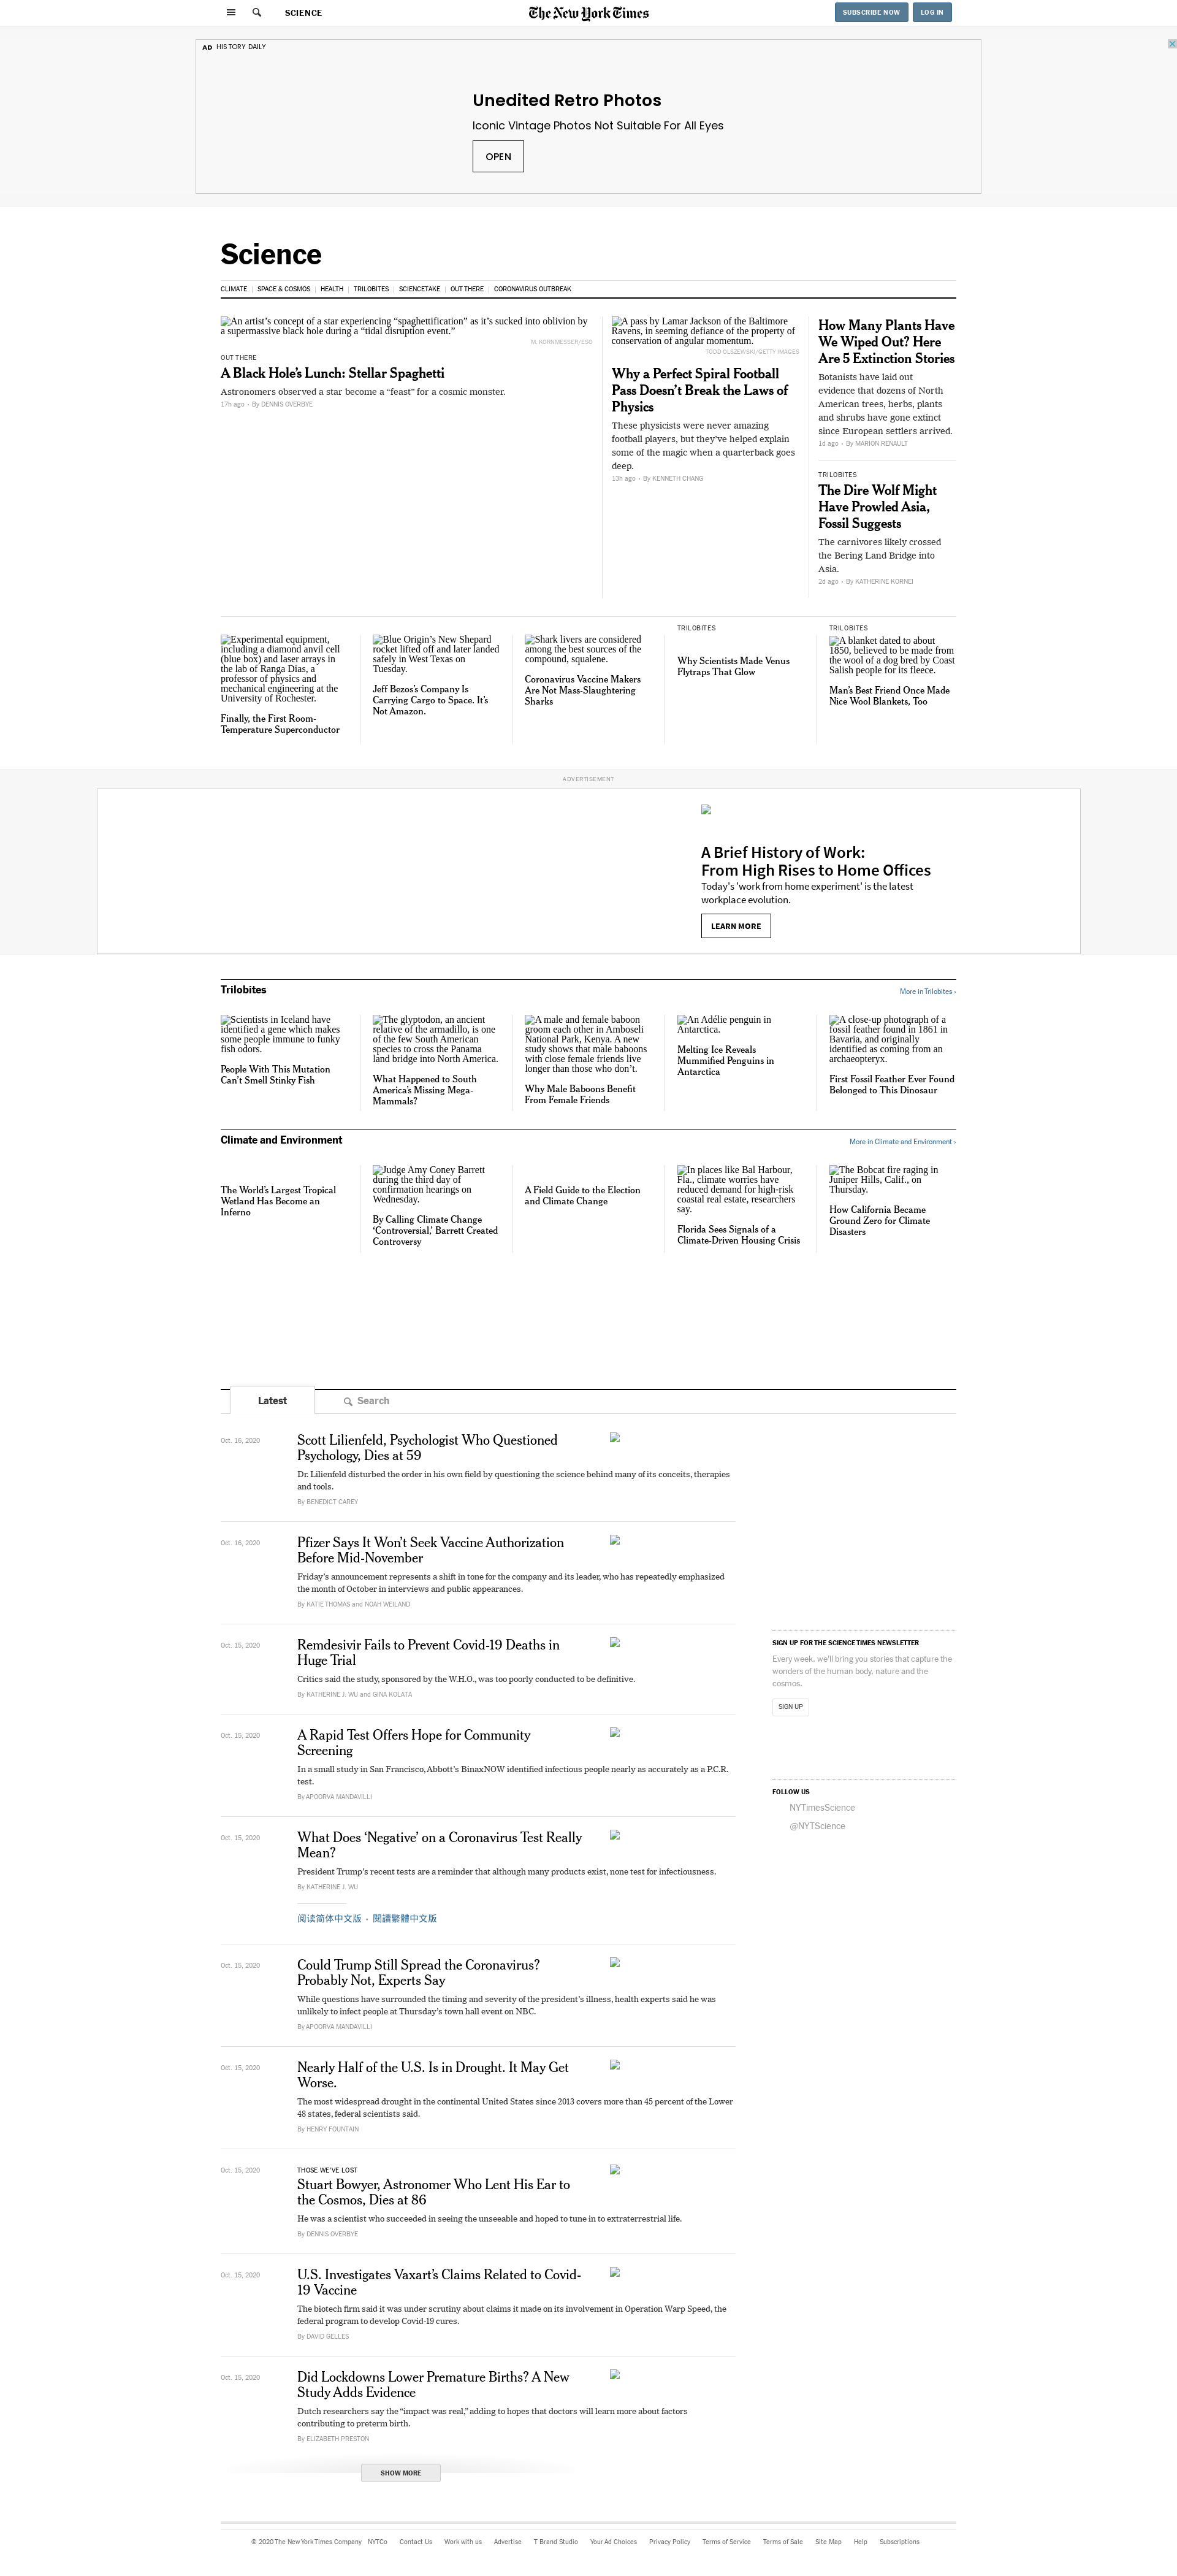 SCIENCE
The New York Times
SUBSCRIBE NOW
LOG IN
AD HISTORY DAILY
Unedited Retro Photos
Iconic Vintage Photos Not Suitable For All Eyes
OPEN
Science
CLIMATE | SPACE & COSMOS | HEALTH | TRILOBITES | SCIENCETAKE | OUT THERE | CORONAVIRUS OUTBREAK
An artist's concept of a star experiencing “spaghettification” as it’s sucked into oblivion by
a supermassive black hole during a “tidal disruption event.”
M. KORNMESSER/ESO
OUT THERE
A Black Hole’s Lunch: Stellar Spaghetti
Astronomers observed a star become a “feast” for a cosmic monster.
17h ago • By DENNIS OVERBYE
A pass by Lamar Jackson of the Baltimore
Ravens, in seeming defiance of the property of
conservation of angular momentum.
TODD OLSZEWSKI/GETTY IMAGES
Why a Perfect Spiral Football
Pass Doesn’t Break the Laws of
Physics
These physicists were never amazing
football players, but they’ve helped explain
some of the magic when a quarterback goes
deep.
13h ago • By KENNETH CHANG
How Many Plants Have
We Wiped Out? Here
Are 5 Extinction Stories
Botanists have laid out
evidence that dozens of North
American trees, herbs, plants
and shrubs have gone extinct
since European settlers arrived.
1d ago • By MARION RENAULT
TRILOBITES
The Dire Wolf Might
Have Prowled Asia,
Fossil Suggests
The carnivores likely crossed
the Bering Land Bridge into
Asia.
2d ago • By KATHERINE KORNEI
Experimental equipment,
including a diamond anvil cell
(blue box) and laser arrays in
the lab of Ranga Dias, a
professor of physics and
mechanical engineering at the
University of Rochester.
Finally, the First Room-
Temperature Superconductor
Blue Origin’s New Shepard
rocket lifted off and later landed
safely in West Texas on
Tuesday.
Jeff Bezos’s Company Is
Carrying Cargo to Space. It’s
Not Amazon.
Shark livers are considered
among the best sources of the
compound, squalene.
Coronavirus Vaccine Makers
Are Not Mass-Slaughtering
Sharks
TRILOBITES
Why Scientists Made Venus
Flytraps That Glow
TRILOBITES
A blanket dated to about
1850, believed to be made from
the wool of a dog bred by Coast
Salish people for its fleece.
Man’s Best Friend Once Made
Nice Wool Blankets, Too
ADVERTISEMENT
A Brief History of Work:
From High Rises to Home Offices
Today's 'work from home experiment' is the latest
workplace evolution.
LEARN MORE
Trilobites
More in Trilobites ›
Scientists in Iceland have
identified a gene which makes
some people immune to funky
fish odors.
People With This Mutation
Can’t Smell Stinky Fish
The glyptodon, an ancient
relative of the armadillo, is one
of the few South American
species to cross the Panama
land bridge into North America.
What Happened to South
America’s Missing Mega-
Mammals?
A male and female baboon
groom each other in Amboseli
National Park, Kenya. A new
study shows that male baboons
with close female friends live
longer than those who don’t.
Why Male Baboons Benefit
From Female Friends
An Adélie penguin in
Antarctica.
Melting Ice Reveals
Mummified Penguins in
Antarctica
A close-up photograph of a
fossil feather found in 1861 in
Bavaria, and originally
identified as coming from an
archaeopteryx.
First Fossil Feather Ever Found
Belonged to This Dinosaur
Climate and Environment
More in Climate and Environment ›
The World’s Largest Tropical
Wetland Has Become an
Inferno
Judge Amy Coney Barrett
during the third day of
confirmation hearings on
Wednesday.
By Calling Climate Change
‘Controversial,’ Barrett Created
Controversy
A Field Guide to the Election
and Climate Change
In places like Bal Harbour,
Fla., climate worries have
reduced demand for high-risk
coastal real estate, researchers
say.
Florida Sees Signals of a
Climate-Driven Housing Crisis
The Bobcat fire raging in
Juniper Hills, Calif., on
Thursday.
How California Became
Ground Zero for Climate
Disasters
Latest
Search
Oct. 16, 2020
Scott Lilienfeld, Psychologist Who Questioned
Psychology, Dies at 59
Dr. Lilienfeld disturbed the order in his own field by questioning the science behind many of its conceits, therapies
and tools.
By BENEDICT CAREY
Oct. 16, 2020
Pfizer Says It Won’t Seek Vaccine Authorization
Before Mid-November
Friday’s announcement represents a shift in tone for the company and its leader, who has repeatedly emphasized
the month of October in interviews and public appearances.
By KATIE THOMAS and NOAH WEILAND
Oct. 15, 2020
Remdesivir Fails to Prevent Covid-19 Deaths in
Huge Trial
Critics said the study, sponsored by the W.H.O., was too poorly conducted to be definitive.
By KATHERINE J. WU and GINA KOLATA
Oct. 15, 2020
A Rapid Test Offers Hope for Community
Screening
In a small study in San Francisco, Abbott’s BinaxNOW identified infectious people nearly as accurately as a P.C.R.
test.
By APOORVA MANDAVILLI
Oct. 15, 2020
What Does ‘Negative’ on a Coronavirus Test Really
Mean?
President Trump’s recent tests are a reminder that although many products exist, none test for infectiousness.
By KATHERINE J. WU
阅读简体中文版 • 閱讀繁體中文版
Oct. 15, 2020
Could Trump Still Spread the Coronavirus?
Probably Not, Experts Say
While questions have surrounded the timing and severity of the president’s illness, health experts said he was
unlikely to infect people at Thursday’s town hall event on NBC.
By APOORVA MANDAVILLI
Oct. 15, 2020
Nearly Half of the U.S. Is in Drought. It May Get
Worse.
The most widespread drought in the continental United States since 2013 covers more than 45 percent of the Lower
48 states, federal scientists said.
By HENRY FOUNTAIN
Oct. 15, 2020
THOSE WE’VE LOST
Stuart Bowyer, Astronomer Who Lent His Ear to
the Cosmos, Dies at 86
He was a scientist who succeeded in seeing the unseeable and hoped to tune in to extraterrestrial life.
By DENNIS OVERBYE
Oct. 15, 2020
U.S. Investigates Vaxart’s Claims Related to Covid-
19 Vaccine
The biotech firm said it was under scrutiny about claims it made on its involvement in Operation Warp Speed, the
federal program to develop Covid-19 cures.
By DAVID GELLES
Oct. 15, 2020
Did Lockdowns Lower Premature Births? A New
Study Adds Evidence
Dutch researchers say the “impact was real,” adding to hopes that doctors will learn more about factors
contributing to preterm birth.
By ELIZABETH PRESTON
SHOW MORE
SIGN UP FOR THE SCIENCE TIMES NEWSLETTER
Every week, we'll bring you stories that capture the
wonders of the human body, nature and the
cosmos.
SIGN UP
FOLLOW US
NYTimesScience
@NYTScience
© 2020 The New York Times Company NYTCo Contact Us Work with us Advertise T Brand Studio Your Ad Choices Privacy Policy Terms of Service Terms of Sale Site Map Help Subscriptions